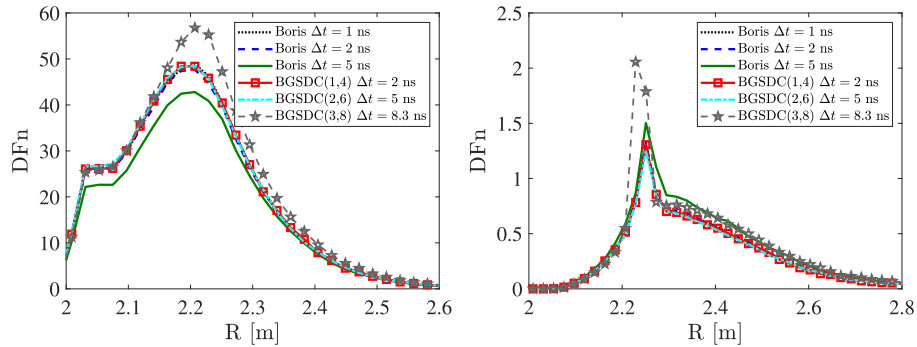 60
50
40
30
20
10
0
DFn
2
2.1
2.2
2.3
2.4
2.5
2.6
R [m]
Boris Δt = 1 ns
Boris Δt = 2 ns
Boris Δt = 5 ns
BGSDC(1,4) Δt = 2 ns
BGSDC(2,6) Δt = 5 ns
BGSDC(3,8) Δt = 8.3 ns
2.5
2
1.5
1
0.5
0
DFn
2
2.2
2.4
2.6
2.8
R [m]
Boris Δt = 1 ns
Boris Δt = 2 ns
Boris Δt = 5 ns
BGSDC(1,4) Δt = 2 ns
BGSDC(2,6) Δt = 5 ns
BGSDC(3,8) Δt = 8.3 ns